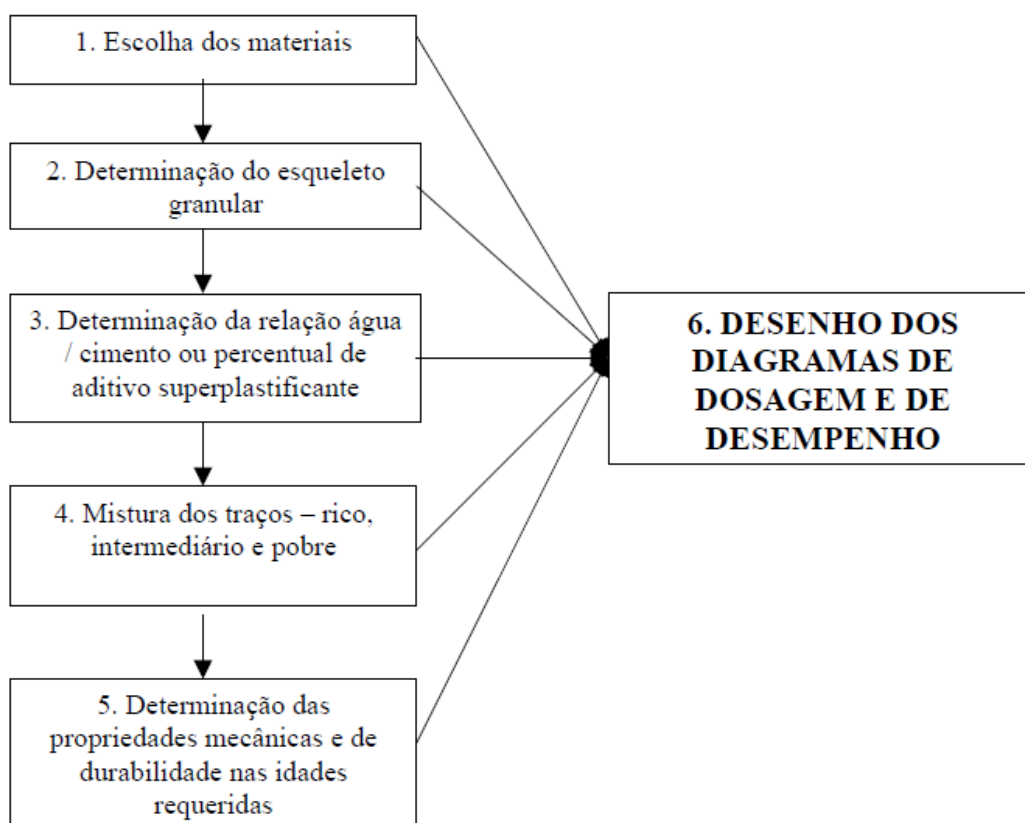 1. Escolha dos materiais
2. Determinação do esqueleto
granular
3. Determinação da relação água
/ cimento ou percentual de
aditivo superplastificante
4. Mistura dos traços – rico,
intermediário e pobre
5. Determinação das
propriedades mecânicas e de
durabilidade nas idades
requeridas
6. DESENHO DOS
DIAGRAMAS DE
DOSAGEM E DE
DESEMPENHO